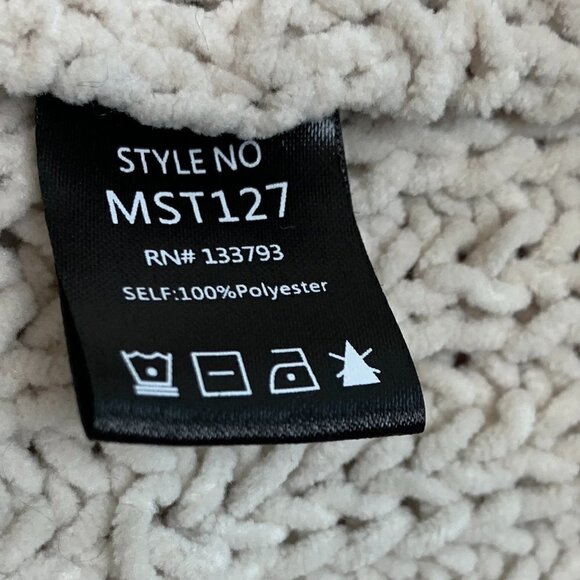 STYLE NO
MST127
RN# 133793
SELF:100%Polyester